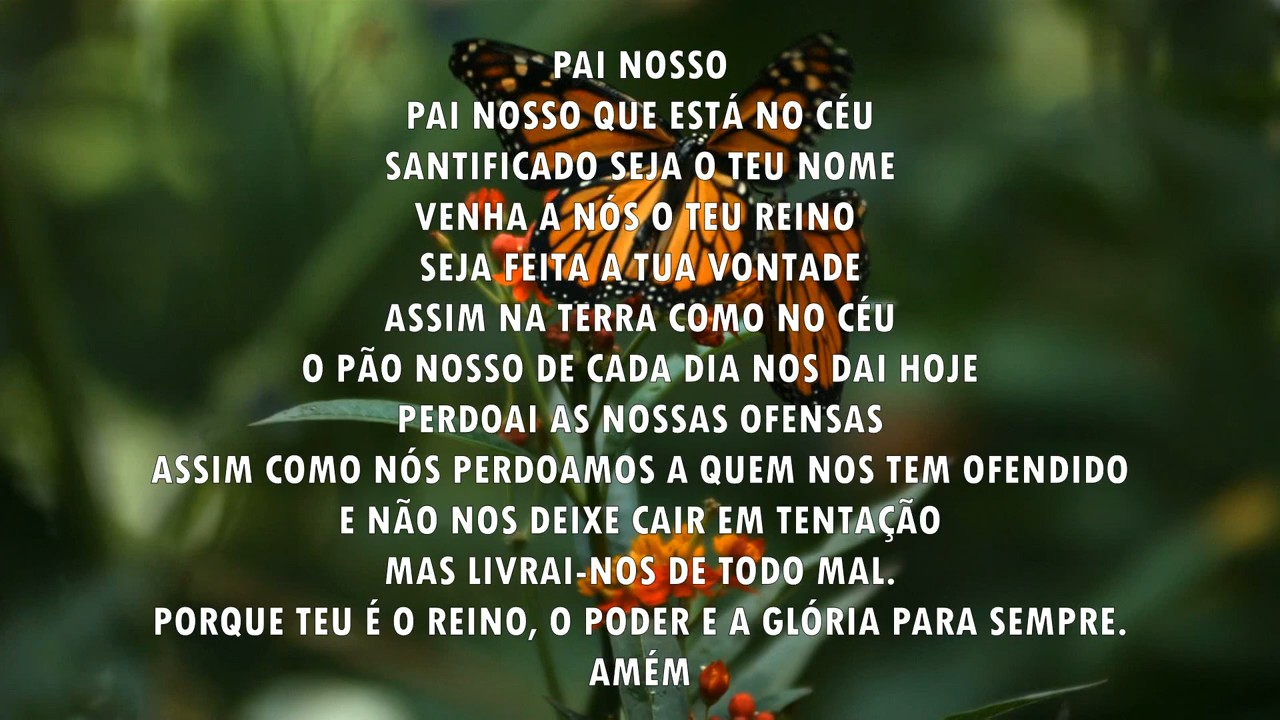 PAI NOSSO
PAI NOSSO QUE ESTÁ NO CÉU
SANTIFICADO SEJA O TEU NOME
VENHA A NÓS O TEU REINO
SEJA FEITA A TUA VONTADE
ASSIM NA TERRA COMO NO CÉU
O PÃO NOSSO DE CADA DIA NOS DAI HOJE
PERDOAI AS NOSSAS OFENSAS
ASSIM COMO NÓS PERDOAMOS A QUEM NOS TEM OFENDIDO
E NÃO NOS DEIXE CAIR EM TENTAÇÃO
MAS LIVRAI-NOS DE TODO MAL.
PORQUE TEU É O REINO, O PODER E A GLÓRIA PARA SEMPRE.
AMÉM